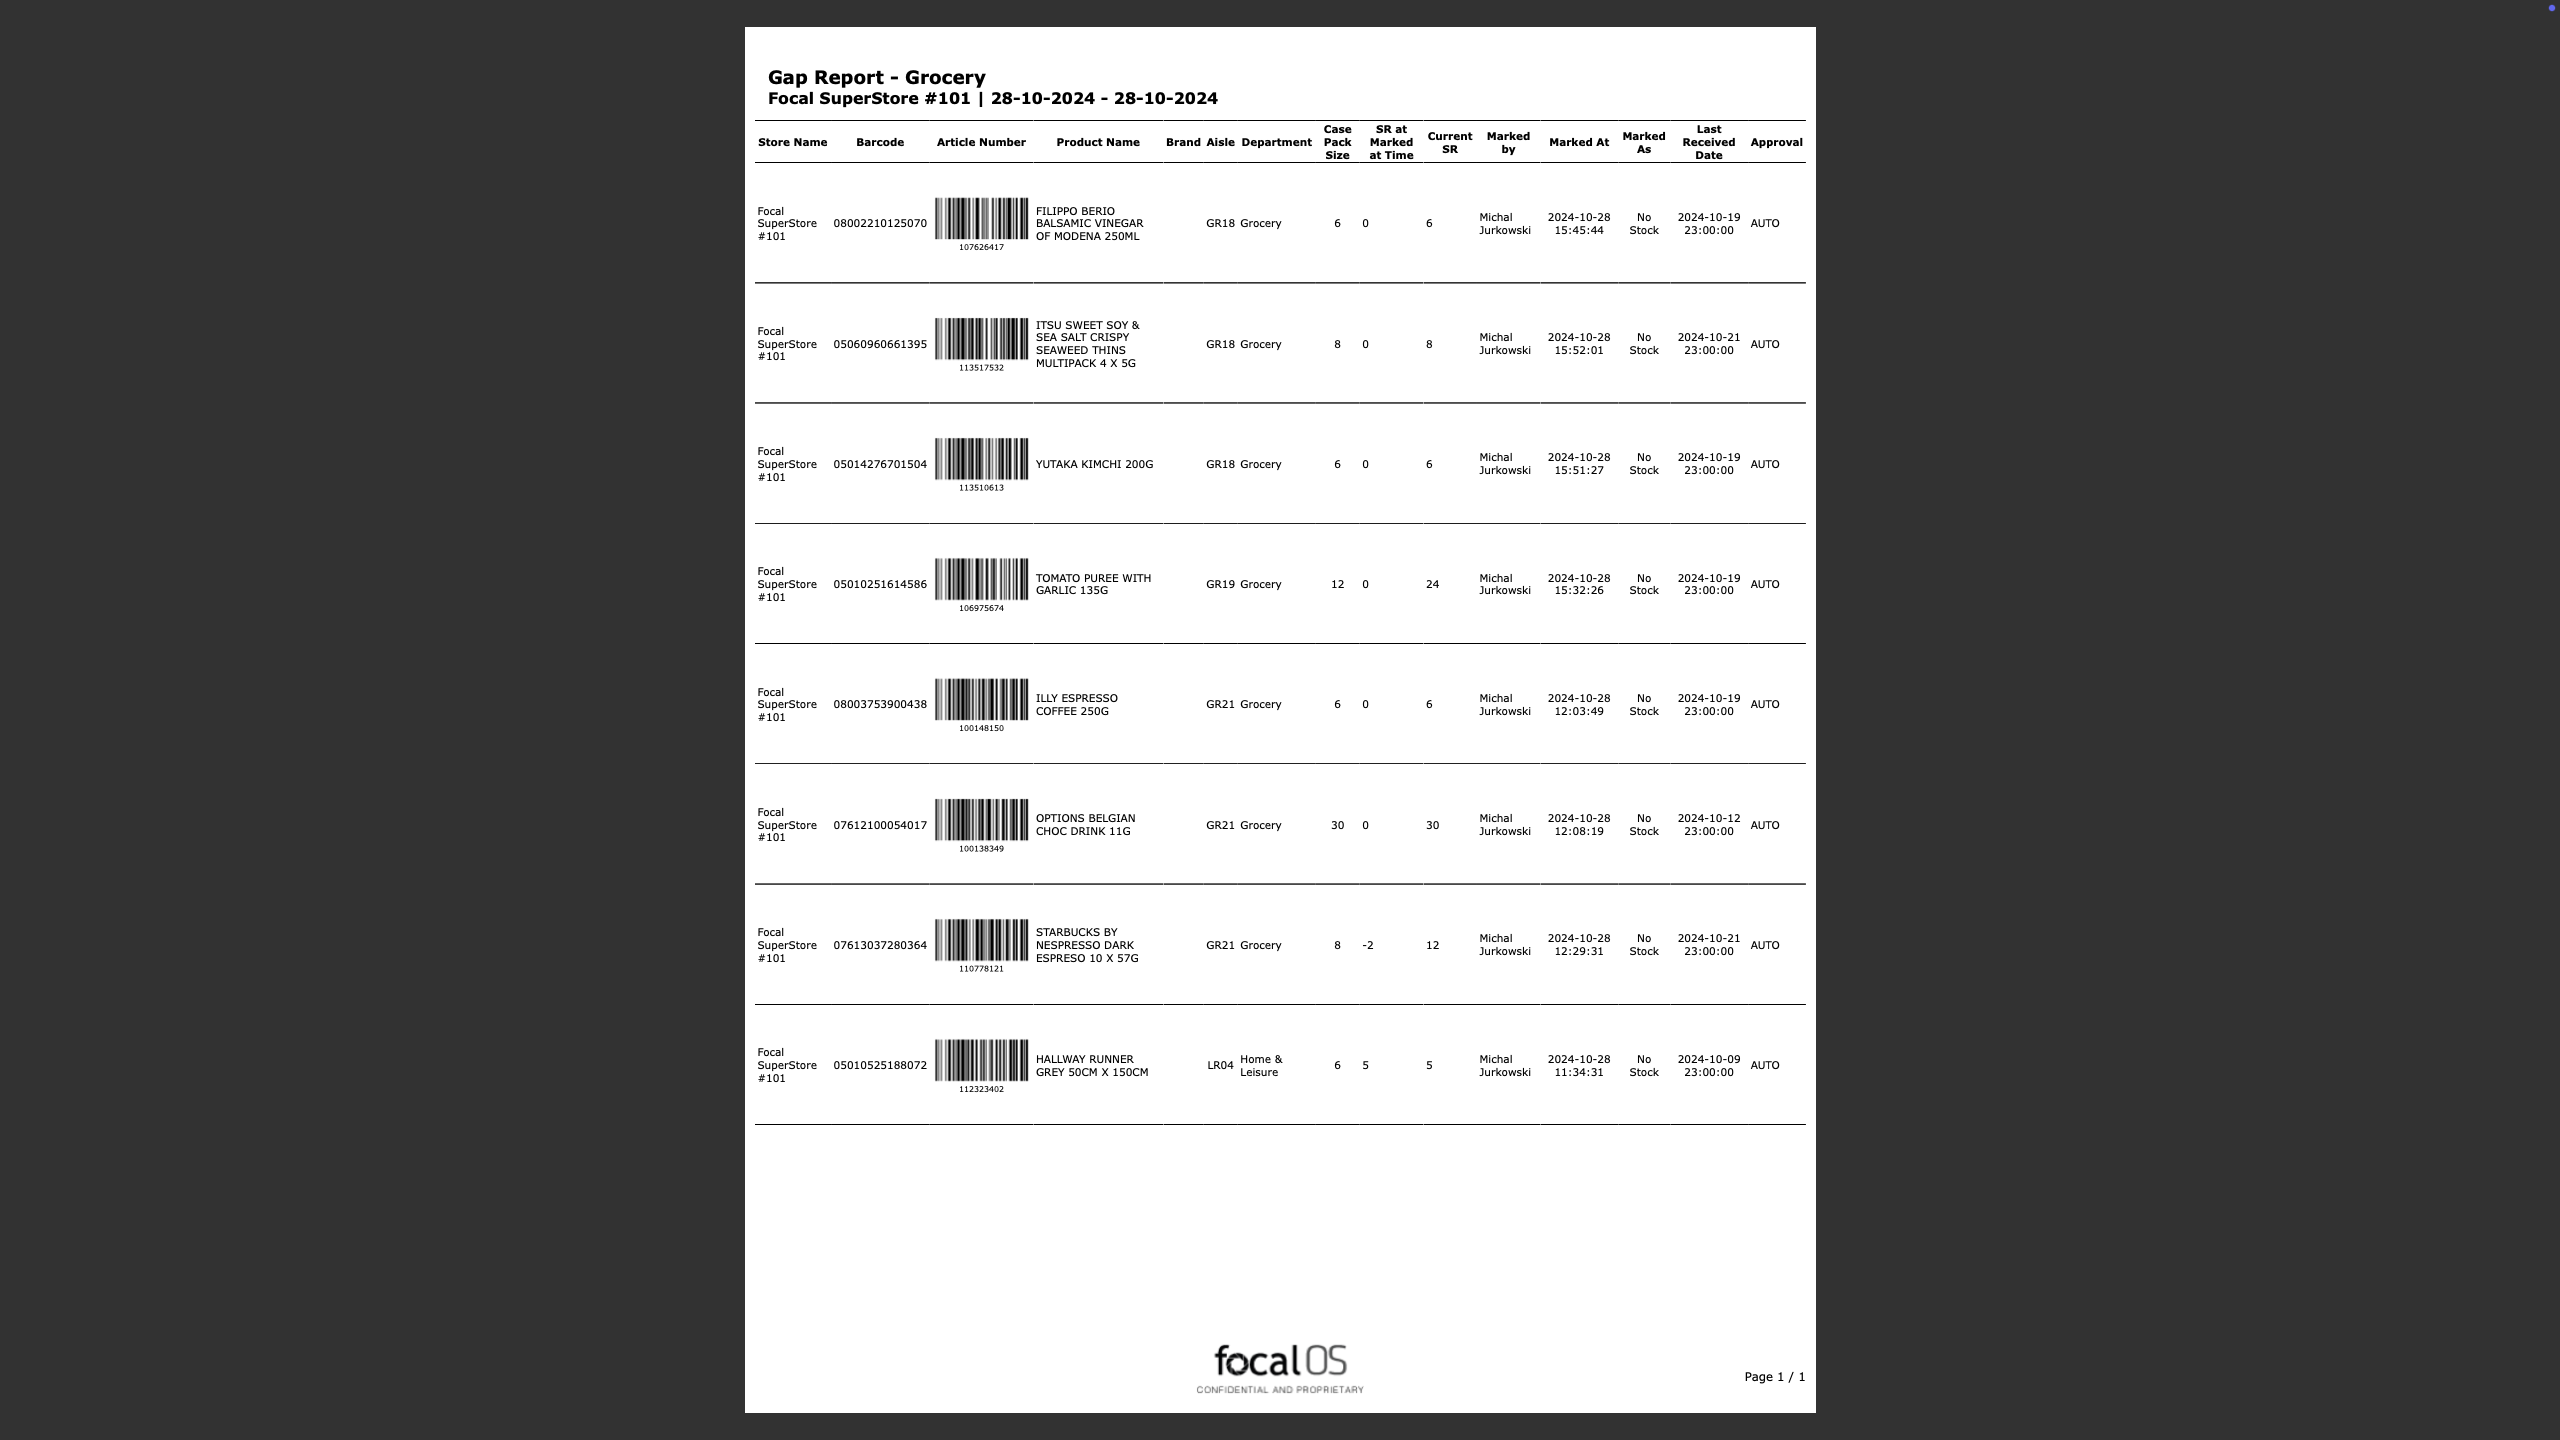 Gap Report - Grocery
Focal SuperStore #101 | 28-10-2024 - 28-10-2024
Store Name Barcode Article Number Product Name Brand Aisle Department Case Pack Size SR at Marked at Time Current SR Marked by Marked At Marked As Last Received Date Approval
Focal SuperStore #101 08002210125070 107626417 FILIPPO BERIO BALSAMIC VINEGAR OF MODENA 250ML GR18 Grocery 6 0 6 Michal Jurkowski 2024-10-28 15:45:44 No Stock 2024-10-19 23:00:00 AUTO
Focal SuperStore #101 05060960661395 113517532 ITSU SWEET SOY & SEA SALT CRISPY SEAWEED THINS MULTIPACK 4 X 5G GR18 Grocery 8 0 8 Michal Jurkowski 2024-10-28 15:52:01 No Stock 2024-10-21 23:00:00 AUTO
Focal SuperStore #101 05014276701504 113510613 YUTAKA KIMCHI 200G GR18 Grocery 6 0 6 Michal Jurkowski 2024-10-28 15:51:27 No Stock 2024-10-19 23:00:00 AUTO
Focal SuperStore #101 05010251614586 106975674 TOMATO PUREE WITH GARLIC 135G GR19 Grocery 12 0 24 Michal Jurkowski 2024-10-28 15:32:26 No Stock 2024-10-19 23:00:00 AUTO
Focal SuperStore #101 08003753900438 100148150 ILLY ESPRESSO COFFEE 250G GR21 Grocery 6 0 6 Michal Jurkowski 2024-10-28 12:03:49 No Stock 2024-10-19 23:00:00 AUTO
Focal SuperStore #101 07612100054017 100138349 OPTIONS BELGIAN CHOC DRINK 11G GR21 Grocery 30 0 30 Michal Jurkowski 2024-10-28 12:08:19 No Stock 2024-10-12 23:00:00 AUTO
Focal SuperStore #101 07613037280364 110778121 STARBUCKS BY NESPRESSO DARK ESPRESO 10 X 57G GR21 Grocery 8 -2 12 Michal Jurkowski 2024-10-28 12:29:31 No Stock 2024-10-21 23:00:00 AUTO
Focal SuperStore #101 05010525188072 112323402 HALLWAY RUNNER GREY 50CM X 150CM LR04 Home & Leisure 6 5 5 Michal Jurkowski 2024-10-28 11:34:31 No Stock 2024-10-09 23:00:00 AUTO
focalOS
CONFIDENTIAL AND PROPRIETARY
Page 1 / 1